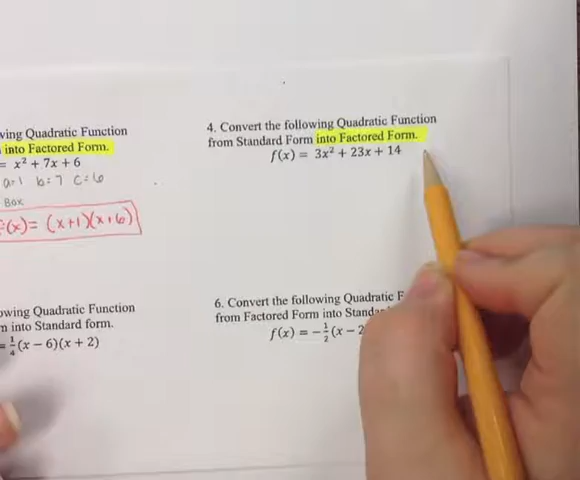 wing Quadratic Function
into Factored Form.
= x² + 7x + 6
a=1 b=7 c=6
Box
(x)= (x+1)(x+6)
4. Convert the following Quadratic Function
from Standard Form into Factored Form.
f(x) = 3x² + 23x + 14
owing Quadratic Function
n into Standard form.
= 1/4(x − 6)(x + 2)
6. Convert the following Quadratic F
from Factored Form into Standa
f(x) = −1/2(x − 2